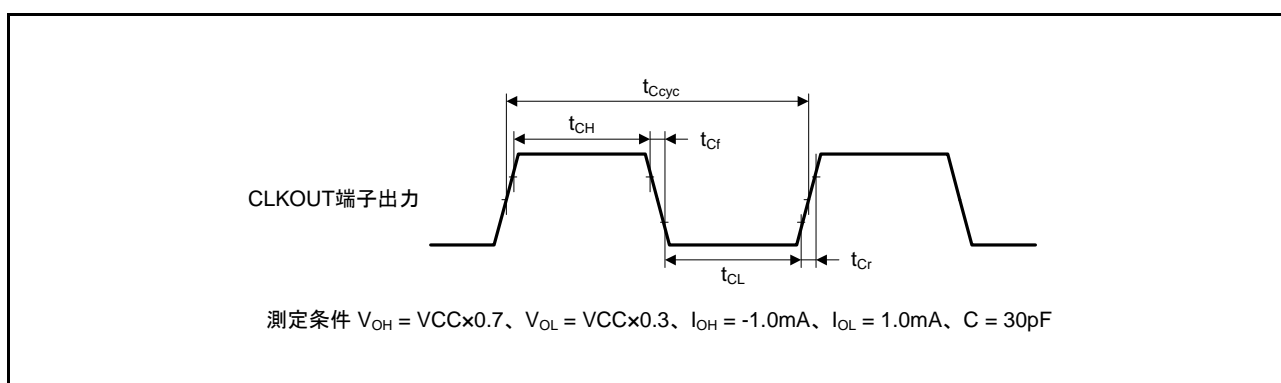 tCcyc
tCH
tCf
CLKOUT端子出力
tCL
tCr
測定条件 VOH = VCC×0.7、VOL = VCC×0.3、IOH = -1.0mA、IOL = 1.0mA、C = 30pF